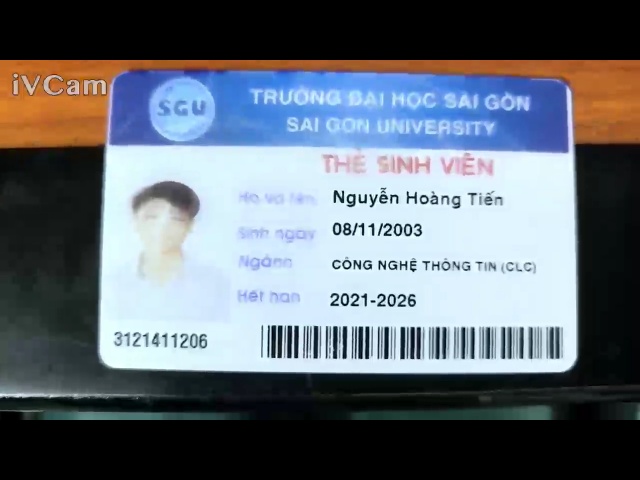 iVCam
SGU
TRƯỜNG ĐẠI HỌC SÀI GÒN
SAI GON UNIVERSITY
THẺ SINH VIÊN
Họ và tên Nguyễn Hoàng Tiến
Sinh ngày 08/11/2003
Ngành CÔNG NGHỆ THÔNG TIN (CLC)
Hết hạn 2021-2026
3121411206